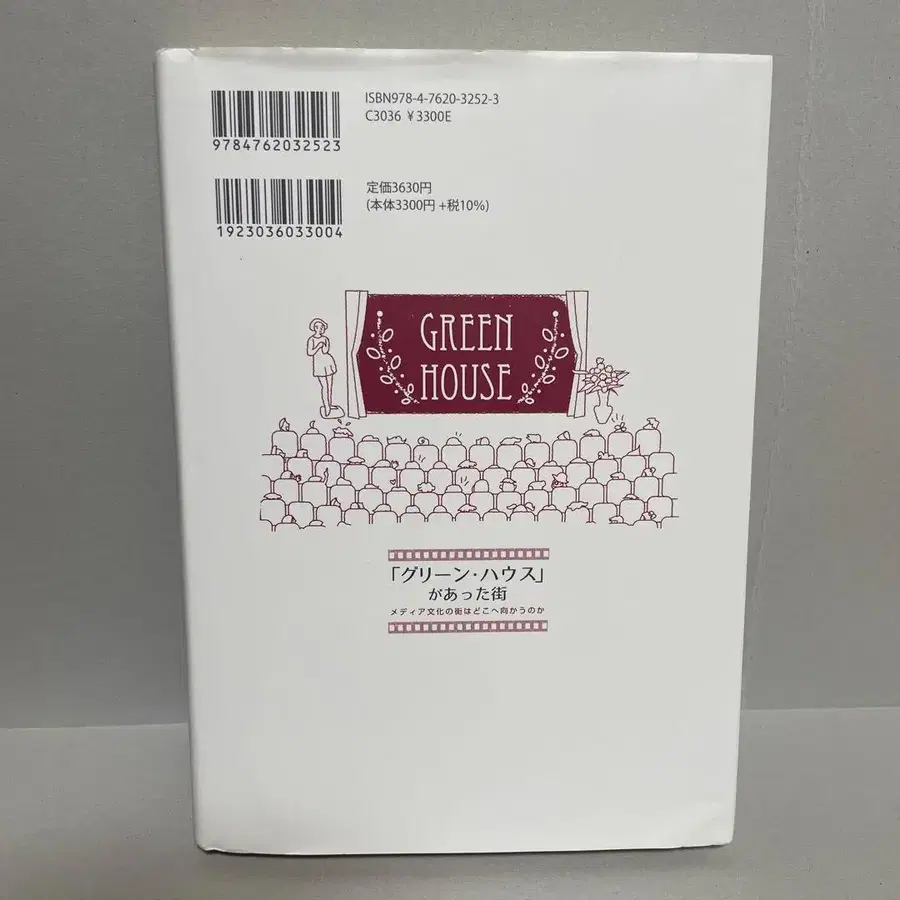 ISBN978-4-7620-3252-3
C3036 ¥3300E
9784762032523
定価3630円
(本体3300円+税10%)
1923036033004
GREEN
HOUSE
「グリーン・ハウス」
があった街
メディア文化の街はどこへ向かうのか